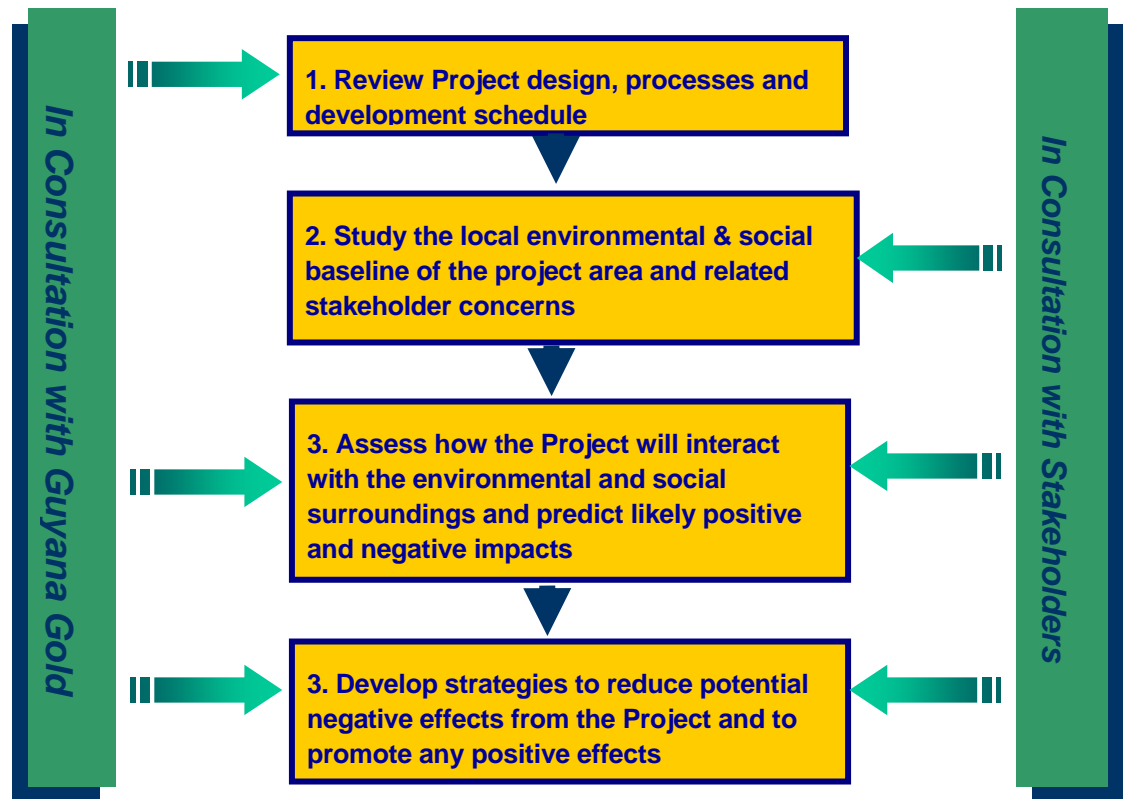 In Consultation with Guyana Gold
1. Review Project design, processes and
development schedule
2. Study the local environmental & social
baseline of the project area and related
stakeholder concerns
3. Assess how the Project will interact
with the environmental and social
surroundings and predict likely positive
and negative impacts
3. Develop strategies to reduce potential
negative effects from the Project and to
promote any positive effects
In Consultation with Stakeholders